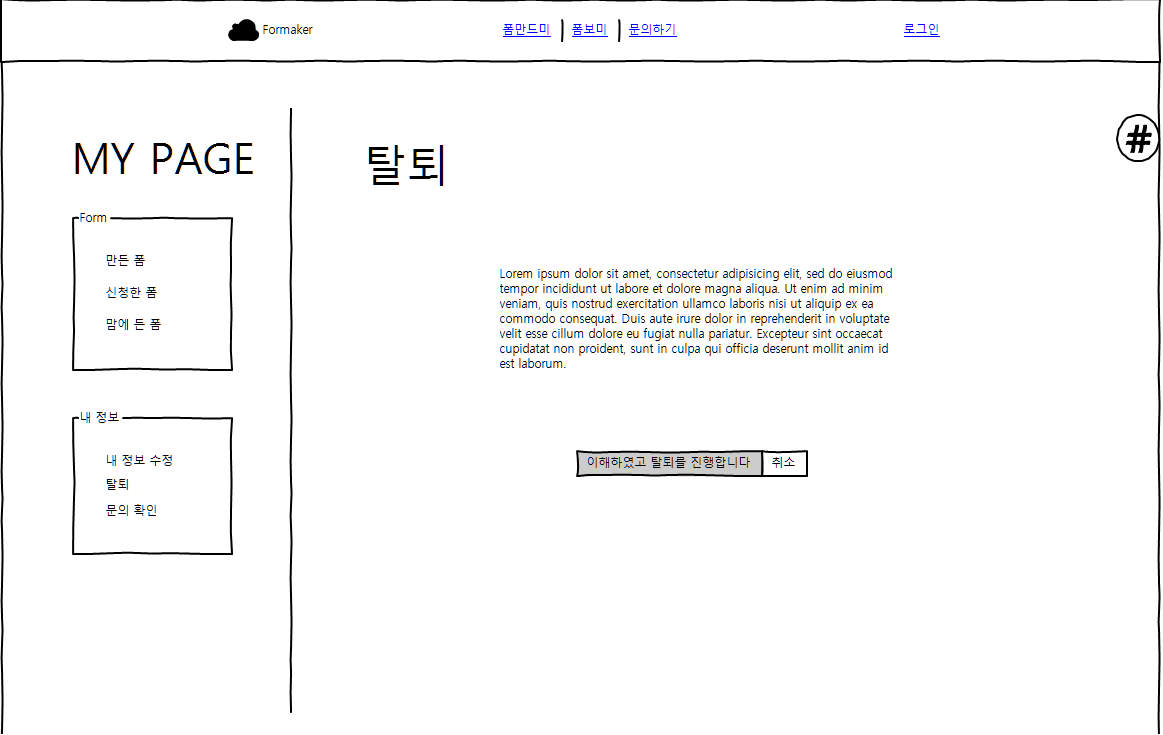 Formaker 폼만드미 폼보미 문의하기 로그인
#
MY PAGE
Form
만든 폼
신청한 폼
맘에 든 폼
내 정보
내 정보 수정
탈퇴
문의 확인
탈퇴
Lorem ipsum dolor sit amet, consectetur adipisicing elit, sed do eiusmod
tempor incididunt ut labore et dolore magna aliqua. Ut enim ad minim
veniam, quis nostrud exercitation ullamco laboris nisi ut aliquip ex ea
commodo consequat. Duis aute irure dolor in reprehenderit in voluptate
velit esse cillum dolore eu fugiat nulla pariatur. Excepteur sint occaecat
cupidatat non proident, sunt in culpa qui officia deserunt mollit anim id
est laborum.
이해하였고 탈퇴를 진행합니다 취소